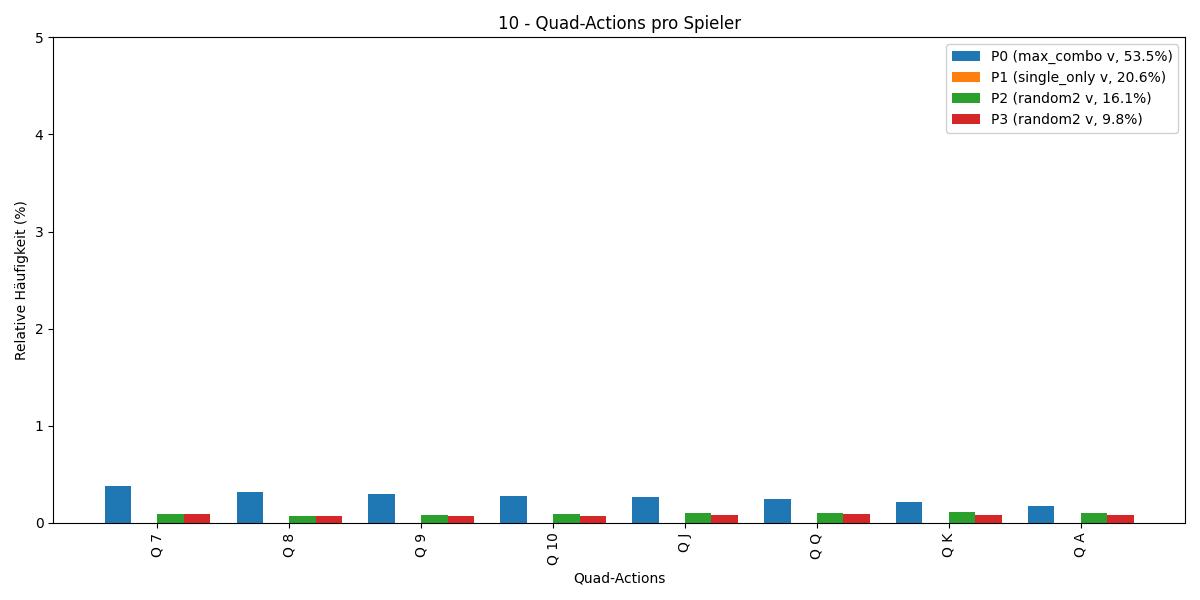 10 - Quad-Actions pro Spieler
5
4
3
2
1
0
Relative Häufigkeit (%)
P0 (max_combo v, 53.5%)
P1 (single_only v, 20.6%)
P2 (random2 v, 16.1%)
P3 (random2 v, 9.8%)
Q 7
Q 8
Q 9
Q 10
Q J
Q Q
Q K
Q A
Quad-Actions